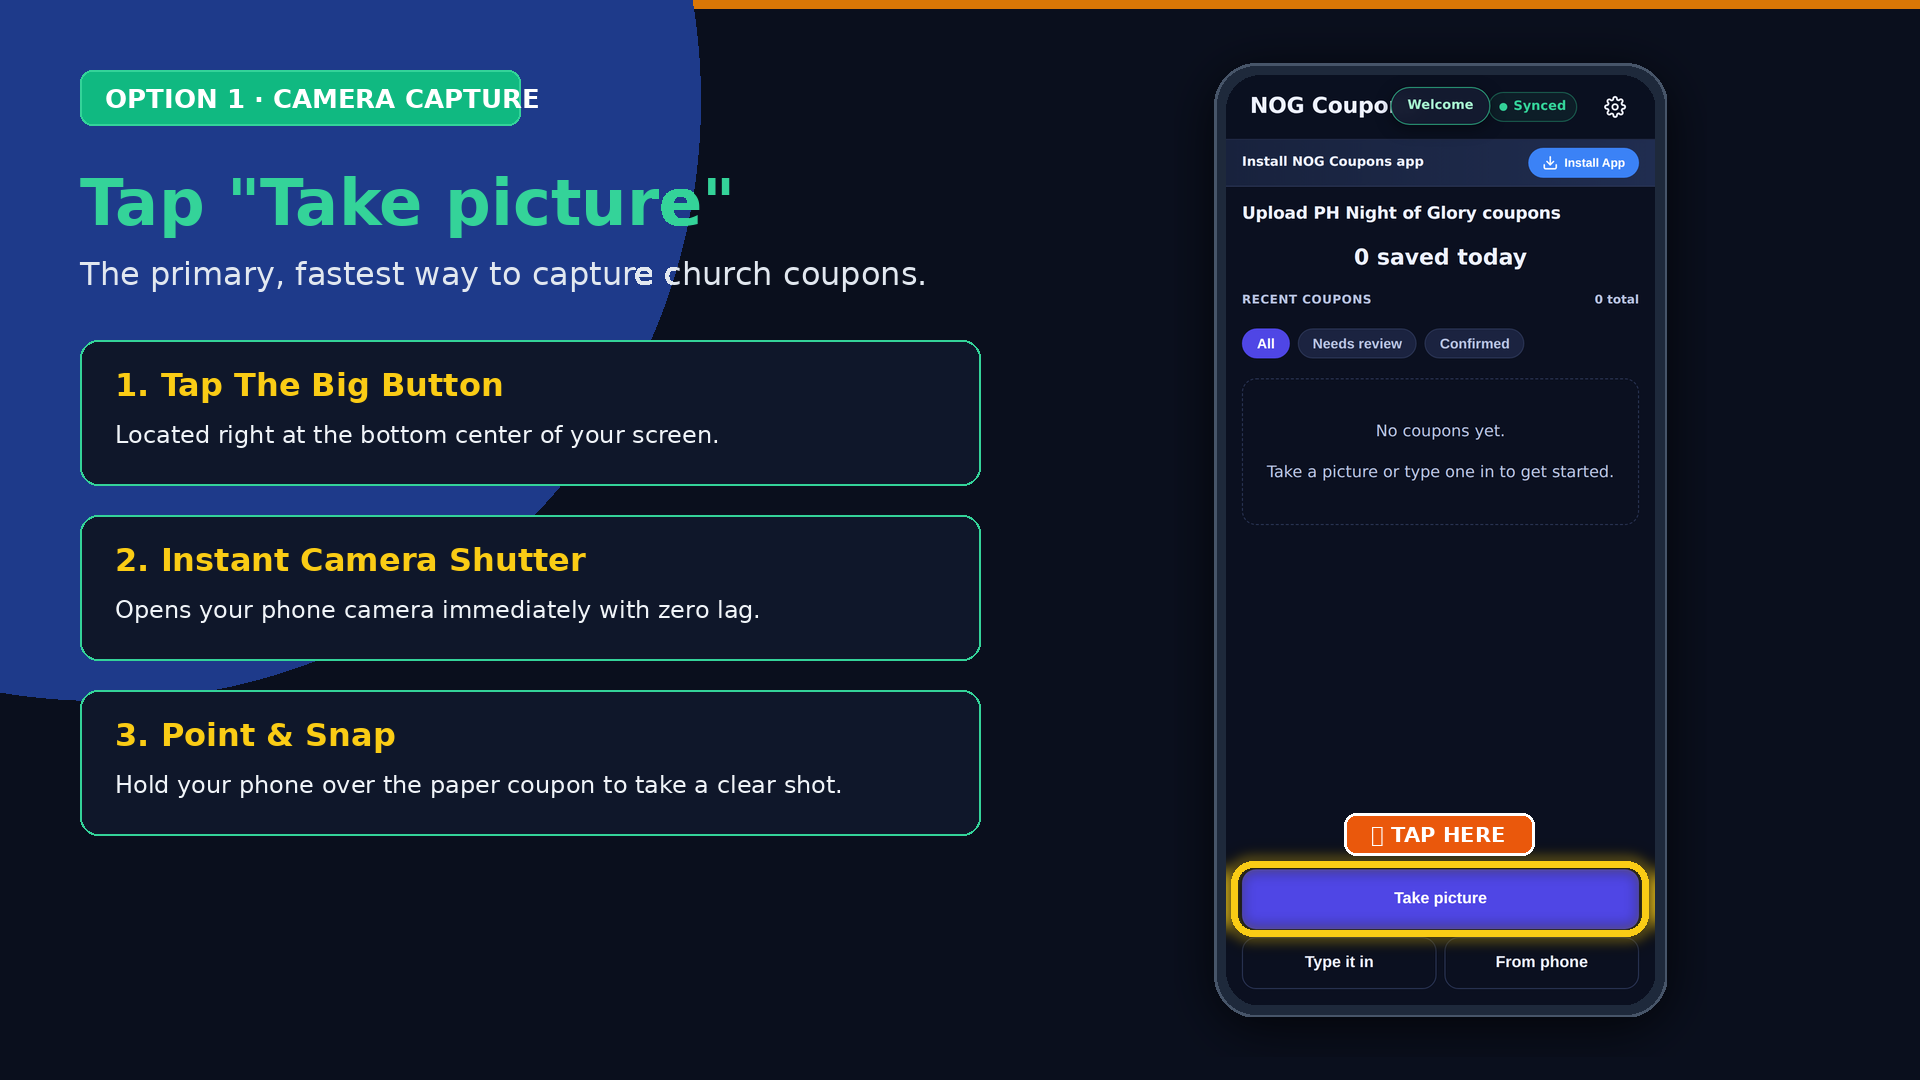 OPTION 1 · CAMERA CAPTURE
Tap "Take picture"
The primary, fastest way to capture church coupons.
1. Tap The Big Button
Located right at the bottom center of your screen.
2. Instant Camera Shutter
Opens your phone camera immediately with zero lag.
3. Point & Snap
Hold your phone over the paper coupon to take a clear shot.
NOG Coupo
Welcome
Synced
Install NOG Coupons app
Install App
Upload PH Night of Glory coupons
0 saved today
RECENT COUPONS
0 total
All
Needs review
Confirmed
No coupons yet.
Take a picture or type one in to get started.
TAP HERE
Take picture
Type it in
From phone